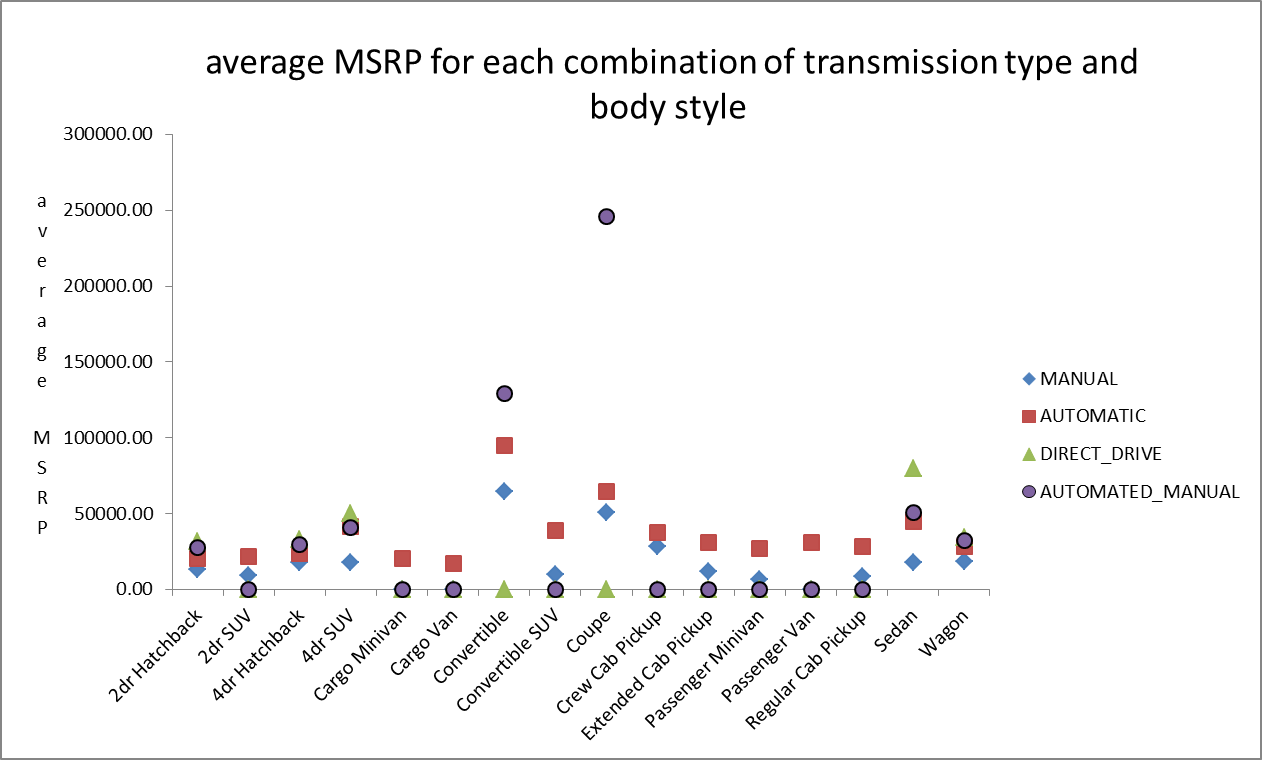 average MSRP for each combination of transmission type and
body style
average MSRP
300000.00
250000.00
200000.00
150000.00
100000.00
50000.00
0.00
2dr Hatchback
2dr SUV
4dr Hatchback
4dr SUV
Cargo Minivan
Cargo Van
Convertible
Convertible SUV
Coupe
Crew Cab Pickup
Extended Cab Pickup
Passenger Minivan
Passenger Van
Regular Cab Pickup
Sedan
Wagon
MANUAL
AUTOMATIC
DIRECT_DRIVE
AUTOMATED_MANUAL